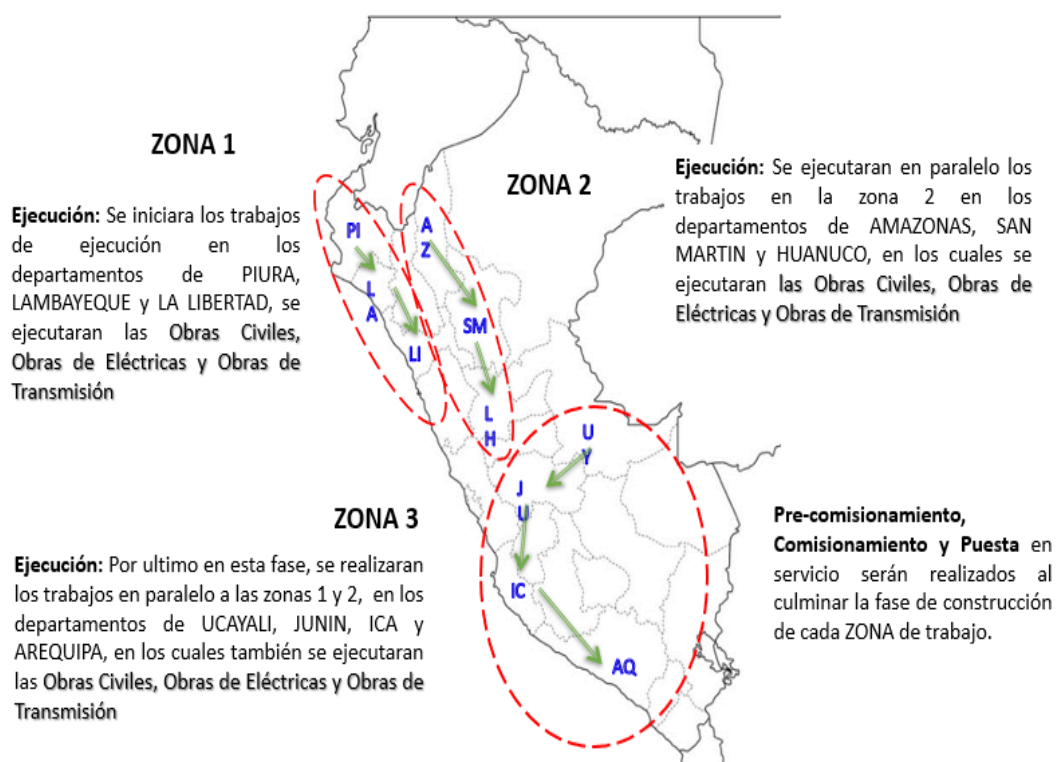 ZONA 1
Ejecución: Se iniciara los trabajos
de ejecución en los
departamentos de PIURA,
LAMBAYEQUE y LA LIBERTAD, se
ejecutaran las Obras Civiles,
Obras de Eléctricas y Obras de
Transmisión
ZONA 2
Ejecución: Se ejecutaran en paralelo los
trabajos en la zona 2 en los
departamentos de AMAZONAS, SAN
MARTIN y HUANUCO, en los cuales se
ejecutaran las Obras Civiles, Obras de
Eléctricas y Obras de Transmisión
PI
L
A
LI
A
Z
SM
L
H
U
Y
J
U
IC
AQ
ZONA 3
Ejecución: Por ultimo en esta fase, se realizaran
los trabajos en paralelo a las zonas 1 y 2, en los
departamentos de UCAYALI, JUNIN, ICA y
AREQUIPA, en los cuales también se ejecutaran
las Obras Civiles, Obras de Eléctricas y Obras de
Transmisión
Pre-comisionamiento,
Comisionamiento y Puesta en
servicio serán realizados al
culminar la fase de construcción
de cada ZONA de trabajo.